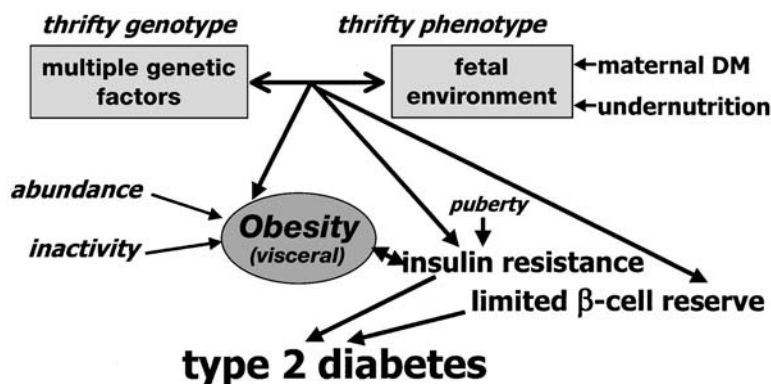 thrifty genotype
thrifty phenotype
multiple genetic
factors
fetal
environment
maternal DM
undernutrition
abundance
inactivity
Obesity
(visceral)
puberty
insulin resistance
limited β-cell reserve
type 2 diabetes